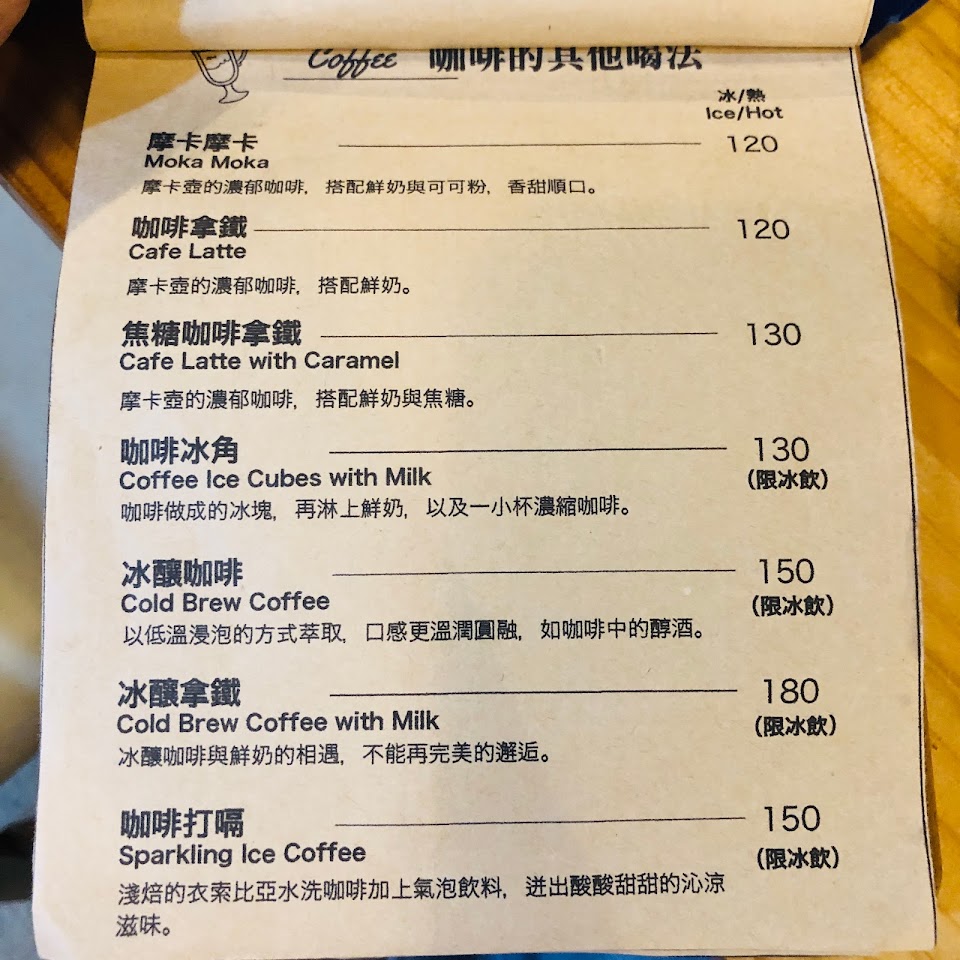 Coffee 咖啡的其他喝法
冰/熱
Ice/Hot
摩卡摩卡 120
Moka Moka
摩卡壺的濃郁咖啡，搭配鮮奶與可可粉，香甜順口。
咖啡拿鐵 120
Cafe Latte
摩卡壺的濃郁咖啡，搭配鮮奶。
焦糖咖啡拿鐵 130
Cafe Latte with Caramel
摩卡壺的濃郁咖啡，搭配鮮奶與焦糖。
咖啡冰角 130
Coffee Ice Cubes with Milk （限冰飲）
咖啡做成的冰塊，再淋上鮮奶，以及一小杯濃縮咖啡。
冰釀咖啡 150
Cold Brew Coffee （限冰飲）
以低溫浸泡的方式萃取，口感更溫潤圓融，如咖啡中的醇酒。
冰釀拿鐵 180
Cold Brew Coffee with Milk （限冰飲）
冰釀咖啡與鮮奶的相遇，不能再完美的邂逅。
咖啡打嗝 150
Sparkling Ice Coffee （限冰飲）
淺焙的衣索比亞水洗咖啡加上氣泡飲料，迸出酸酸甜甜的沁涼
滋味。